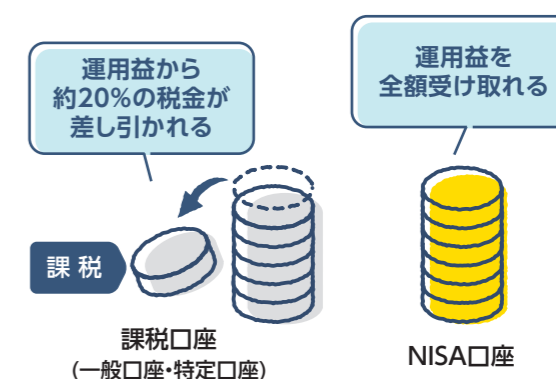 運用益から
約20%の税金が
差し引かれる
運用益を
全額受け取れる
課税
課税口座
(一般口座・特定口座)
NISA口座